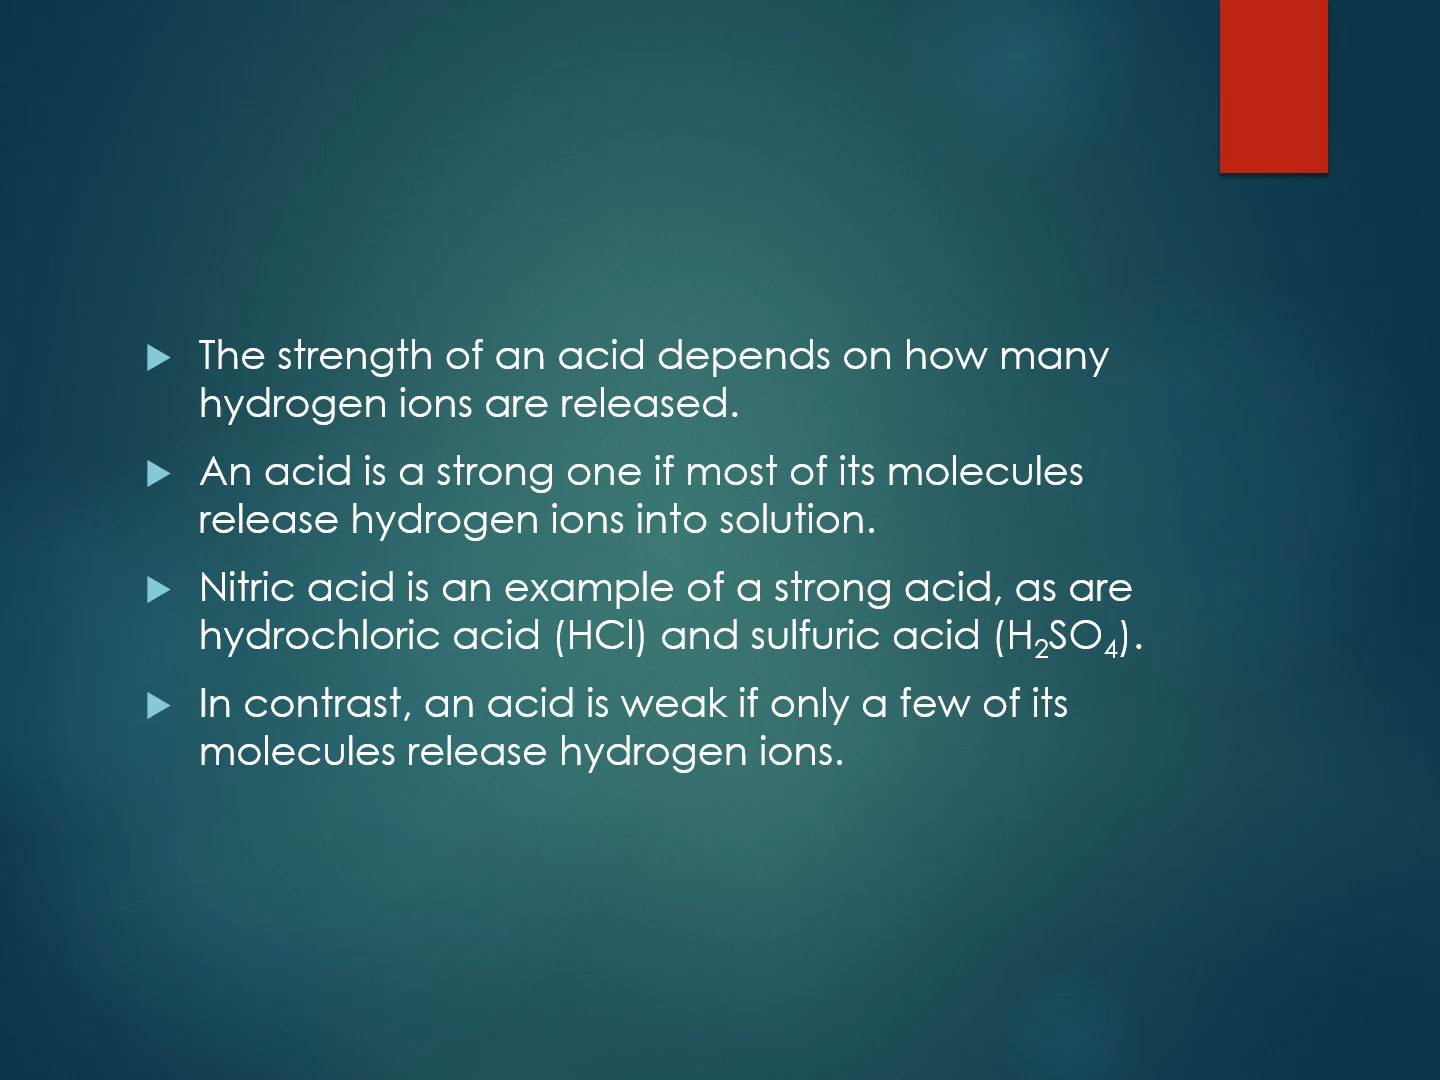 The strength of an acid depends on how many
hydrogen ions are released.
An acid is a strong one if most of its molecules
release hydrogen ions into solution.
Nitric acid is an example of a strong acid, as are
hydrochloric acid (HCl) and sulfuric acid (H₂SO₄).
In contrast, an acid is weak if only a few of its
molecules release hydrogen ions.